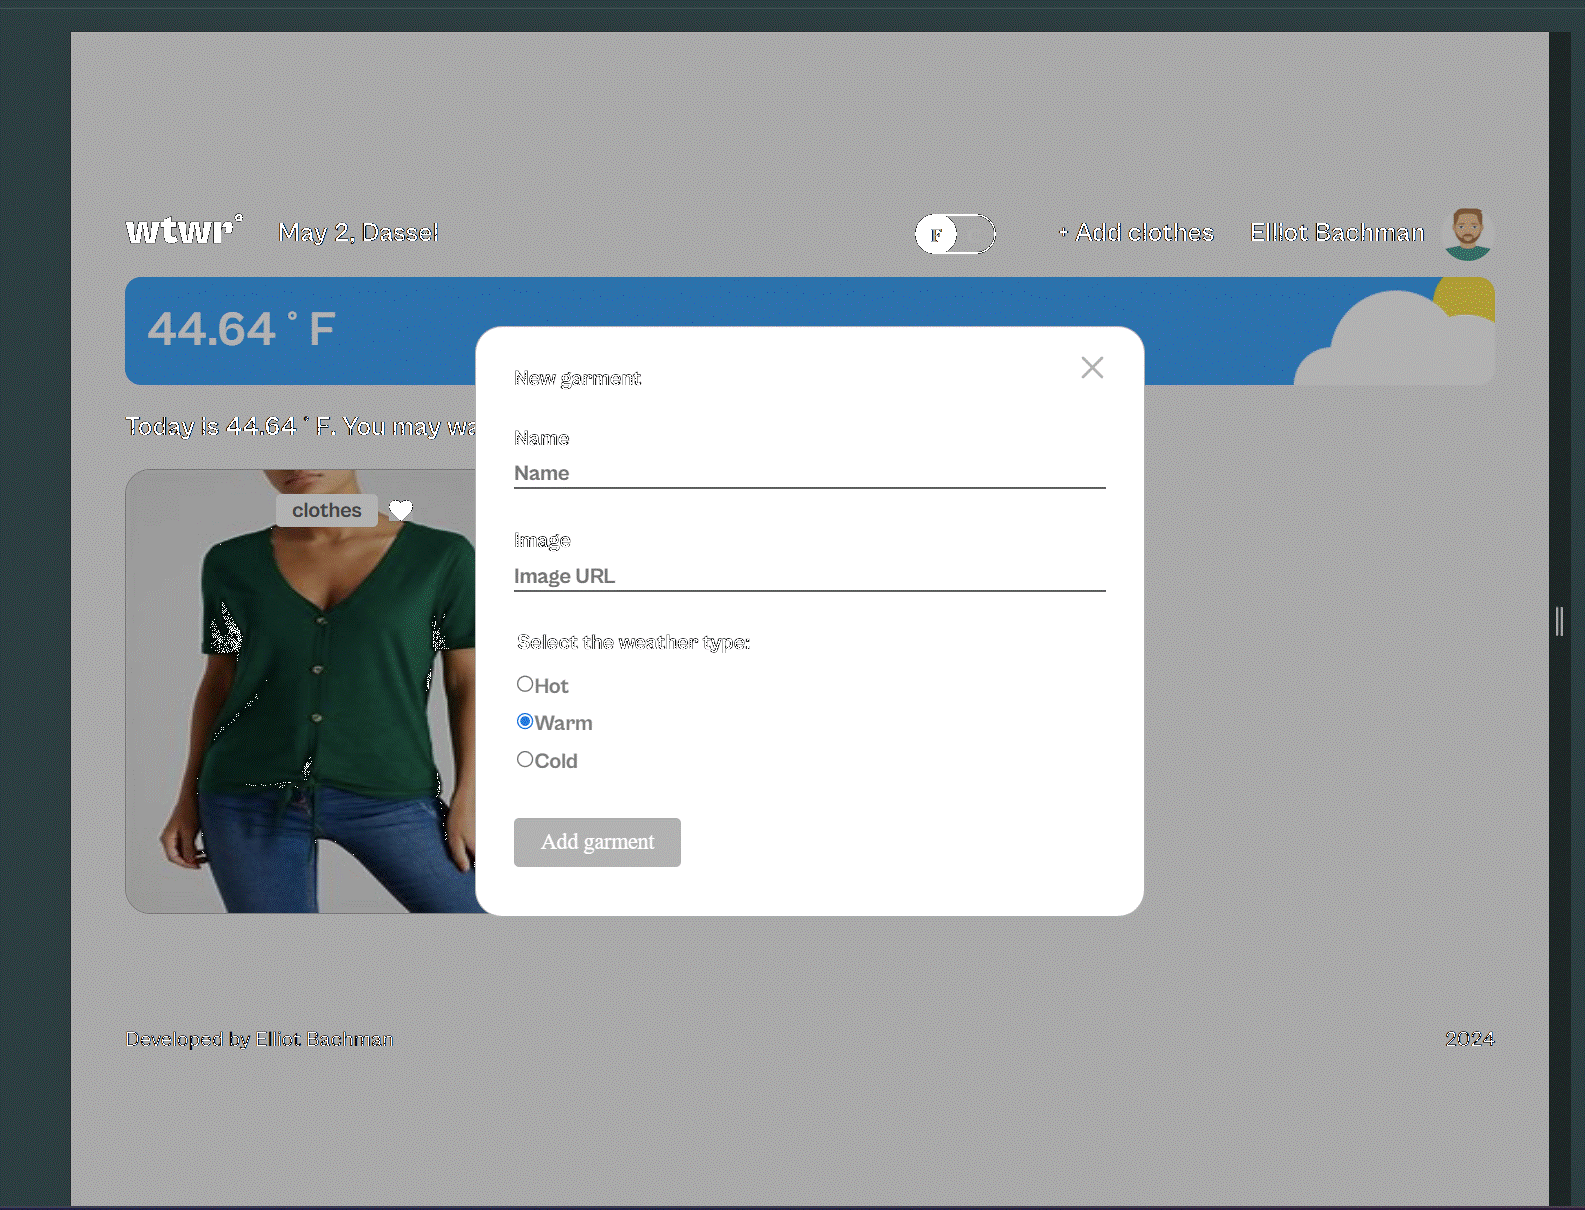 wtwr°
May 2, Dassel
F
+ Add clothes
Elliot Bachman
44.64 ° F
Today is 44.64 ° F. You may wa
clothes
New garment
Name
Name
Image
Image URL
Select the weather type:
Hot
Warm
Cold
Add garment
Developed by Elliot Bachman
2024